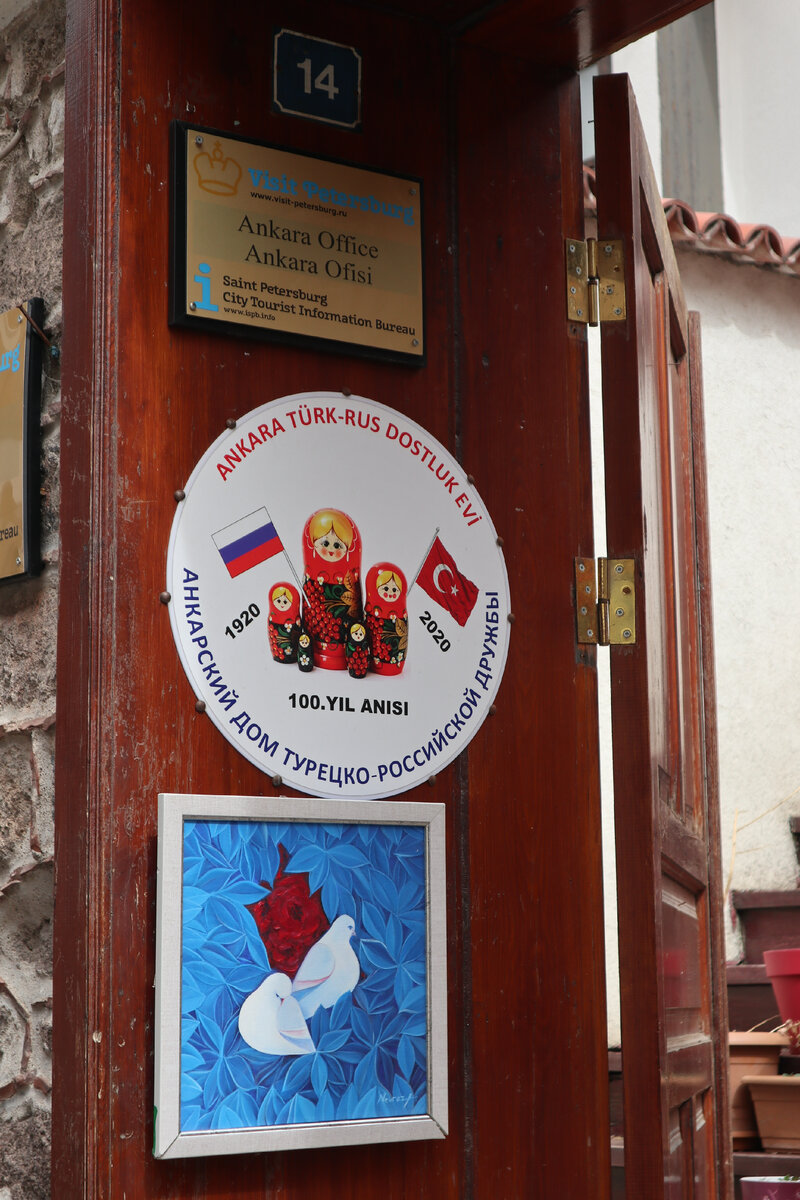 14
Visit Petersburg
www.visit-petersburg.ru
Ankara Office
Ankara Ofisi
i
Saint Petersburg
City Tourist Information Bureau
www.ispb.info
ANKARA TÜRK-RUS DOSTLUK EVİ
1920
2020
100.YIL ANISI
АНКАРСКИЙ ДОМ ТУРЕЦКО-РОССИЙСКОЙ ДРУЖБЫ